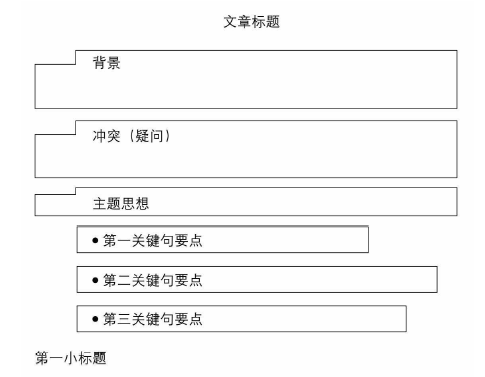 文章标题
背景
冲突（疑问）
主题思想
● 第一关键句要点
● 第二关键句要点
● 第三关键句要点
第一小标题